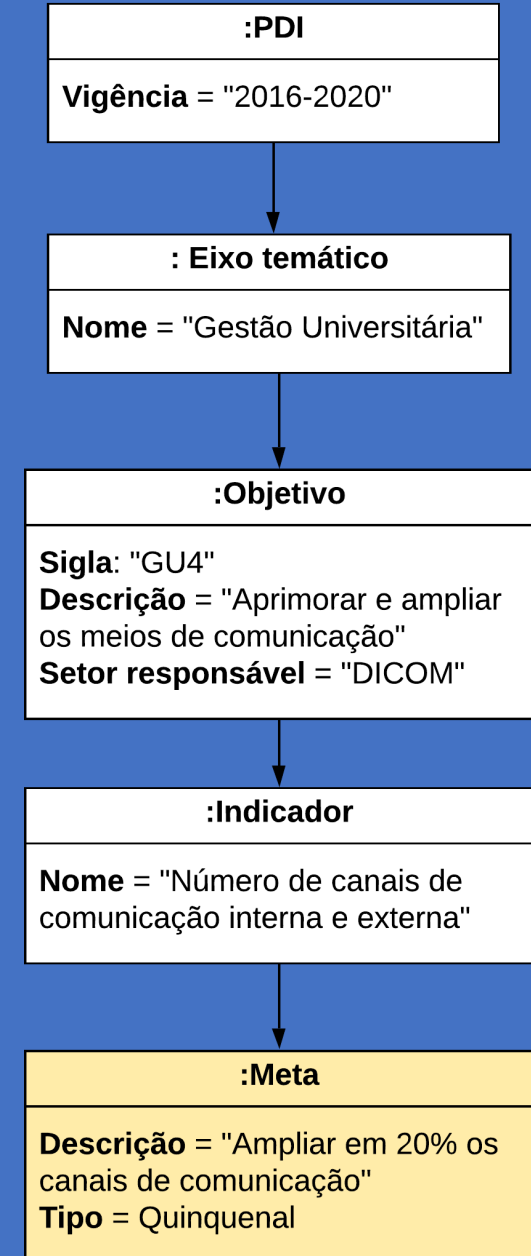 :PDI
Vigência = "2016-2020"
: Eixo temático
Nome = "Gestão Universitária"
:Objetivo
Sigla: "GU4"
Descrição = "Aprimorar e ampliar
os meios de comunicação"
Setor responsável = "DICOM"
:Indicador
Nome = "Número de canais de
comunicação interna e externa"
:Meta
Descrição = "Ampliar em 20% os
canais de comunicação"
Tipo = Quinquenal